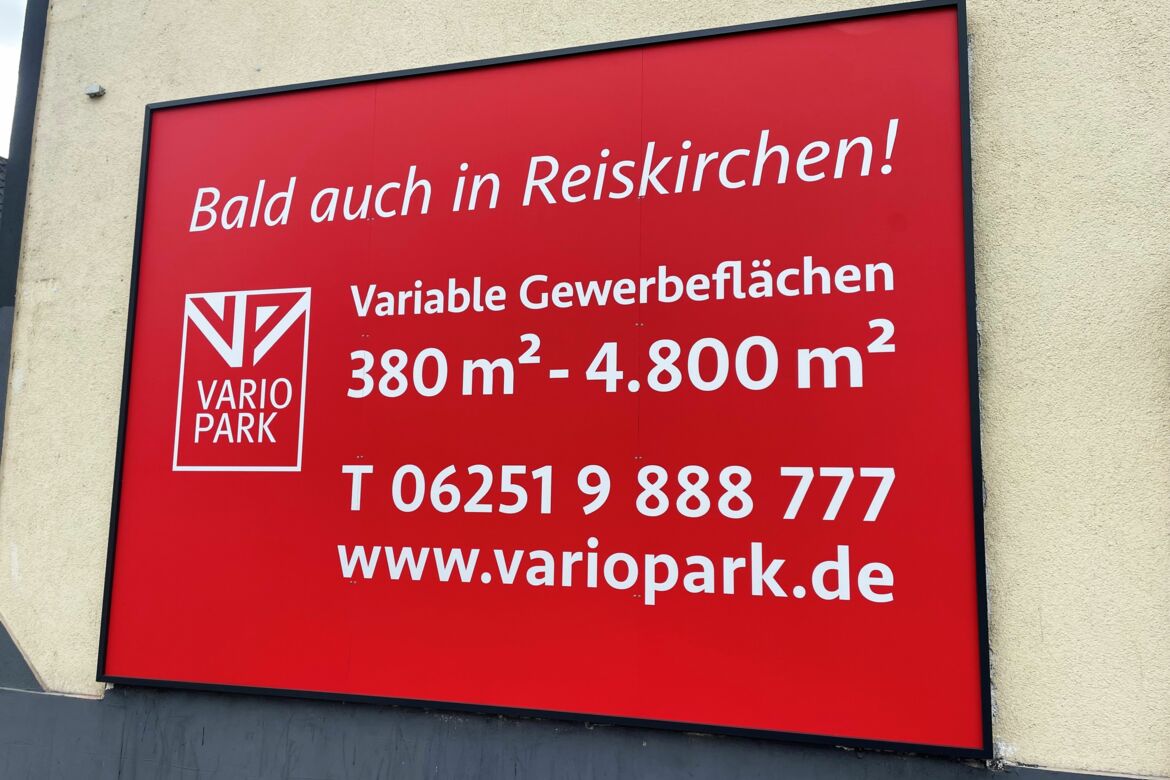 Bald auch in Reiskirchen!
VARIO
PARK
Variable Gewerbeflächen
380 m² - 4.800 m²
T 06251 9 888 777
www.variopark.de